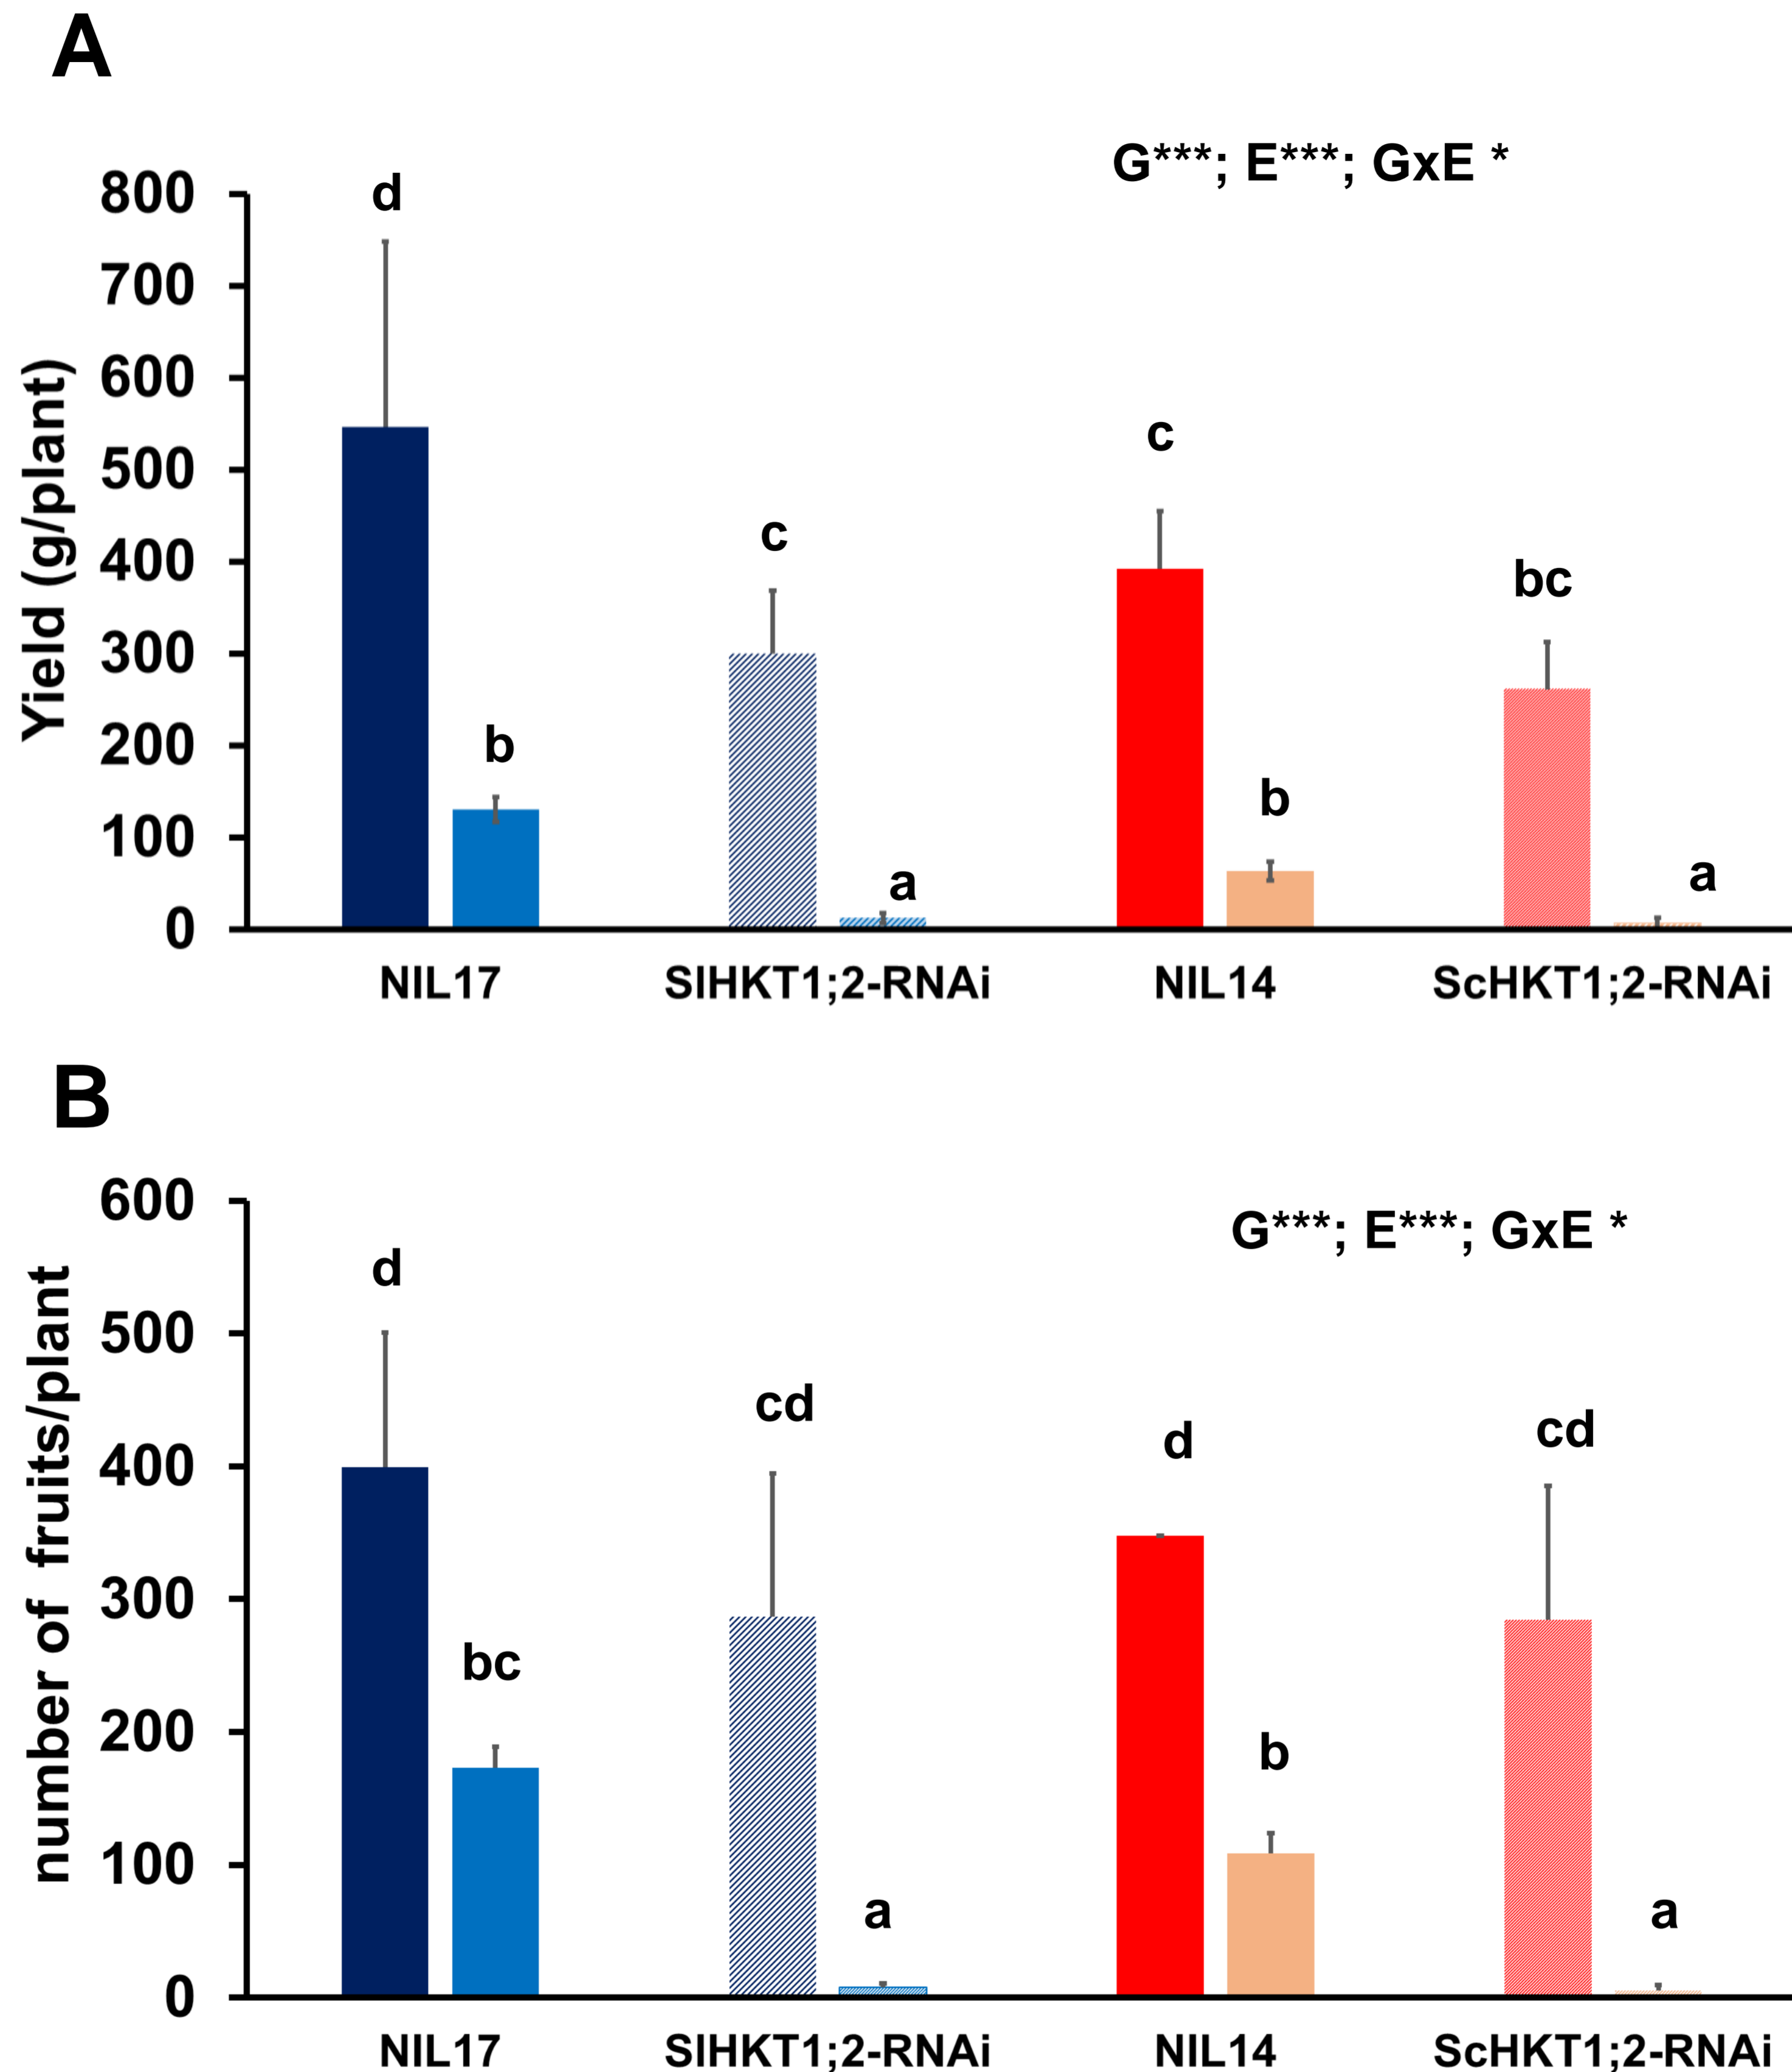 A
G***; E***; GxE *
Yield (g/plant)
800
700
600
500
400
300
200
100
0
d
b
c
a
c
b
bc
a
NIL17
SlHKT1;2-RNAi
NIL14
ScHKT1;2-RNAi
B
G***; E***; GxE *
number of fruits/plant
600
500
400
300
200
100
0
d
bc
cd
a
d
b
cd
a
NIL17
SlHKT1;2-RNAi
NIL14
ScHKT1;2-RNAi